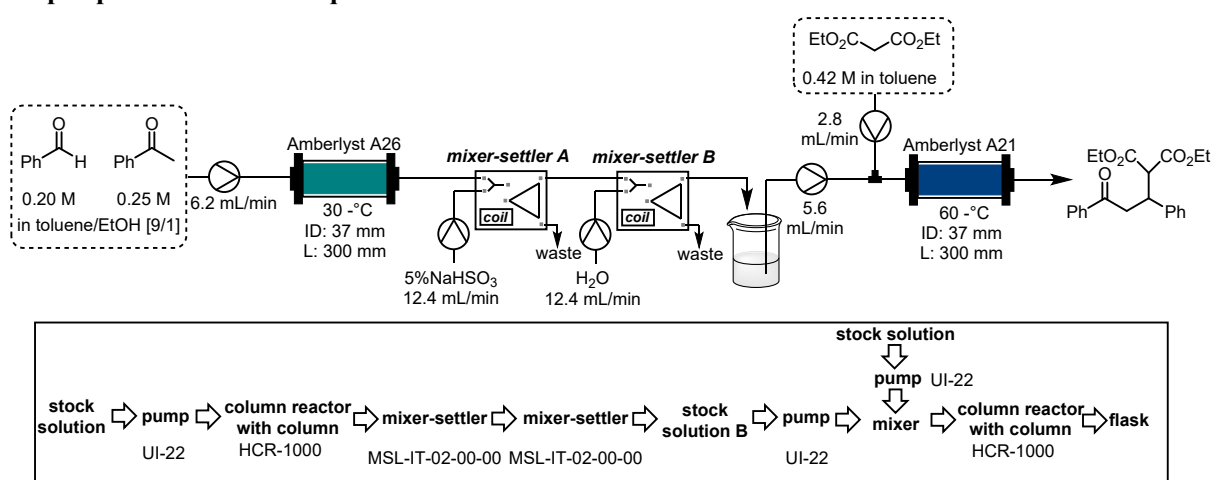 EtO2C CO2Et
0.42 M in toluene
2.8
mL/min
O
Ph H
O
Ph
0.20 M 0.25 M
in toluene/EtOH [9/1]
6.2 mL/min
Amberlyst A26
30 -°C
ID: 37 mm
L: 300 mm
mixer-settler A
coil
waste
5%NaHSO3
12.4 mL/min
mixer-settler B
coil
waste
H2O
12.4 mL/min
5.6
mL/min
Amberlyst A21
60 -°C
ID: 37 mm
L: 300 mm
EtO2C CO2Et
O
Ph Ph
stock solution
pump UI-22
stock
solution
pump
UI-22
column reactor
with column
HCR-1000
mixer-settler
MSL-IT-02-00-00
mixer-settler
MSL-IT-02-00-00
stock
solution B
pump
UI-22
mixer
column reactor
with column
HCR-1000
flask